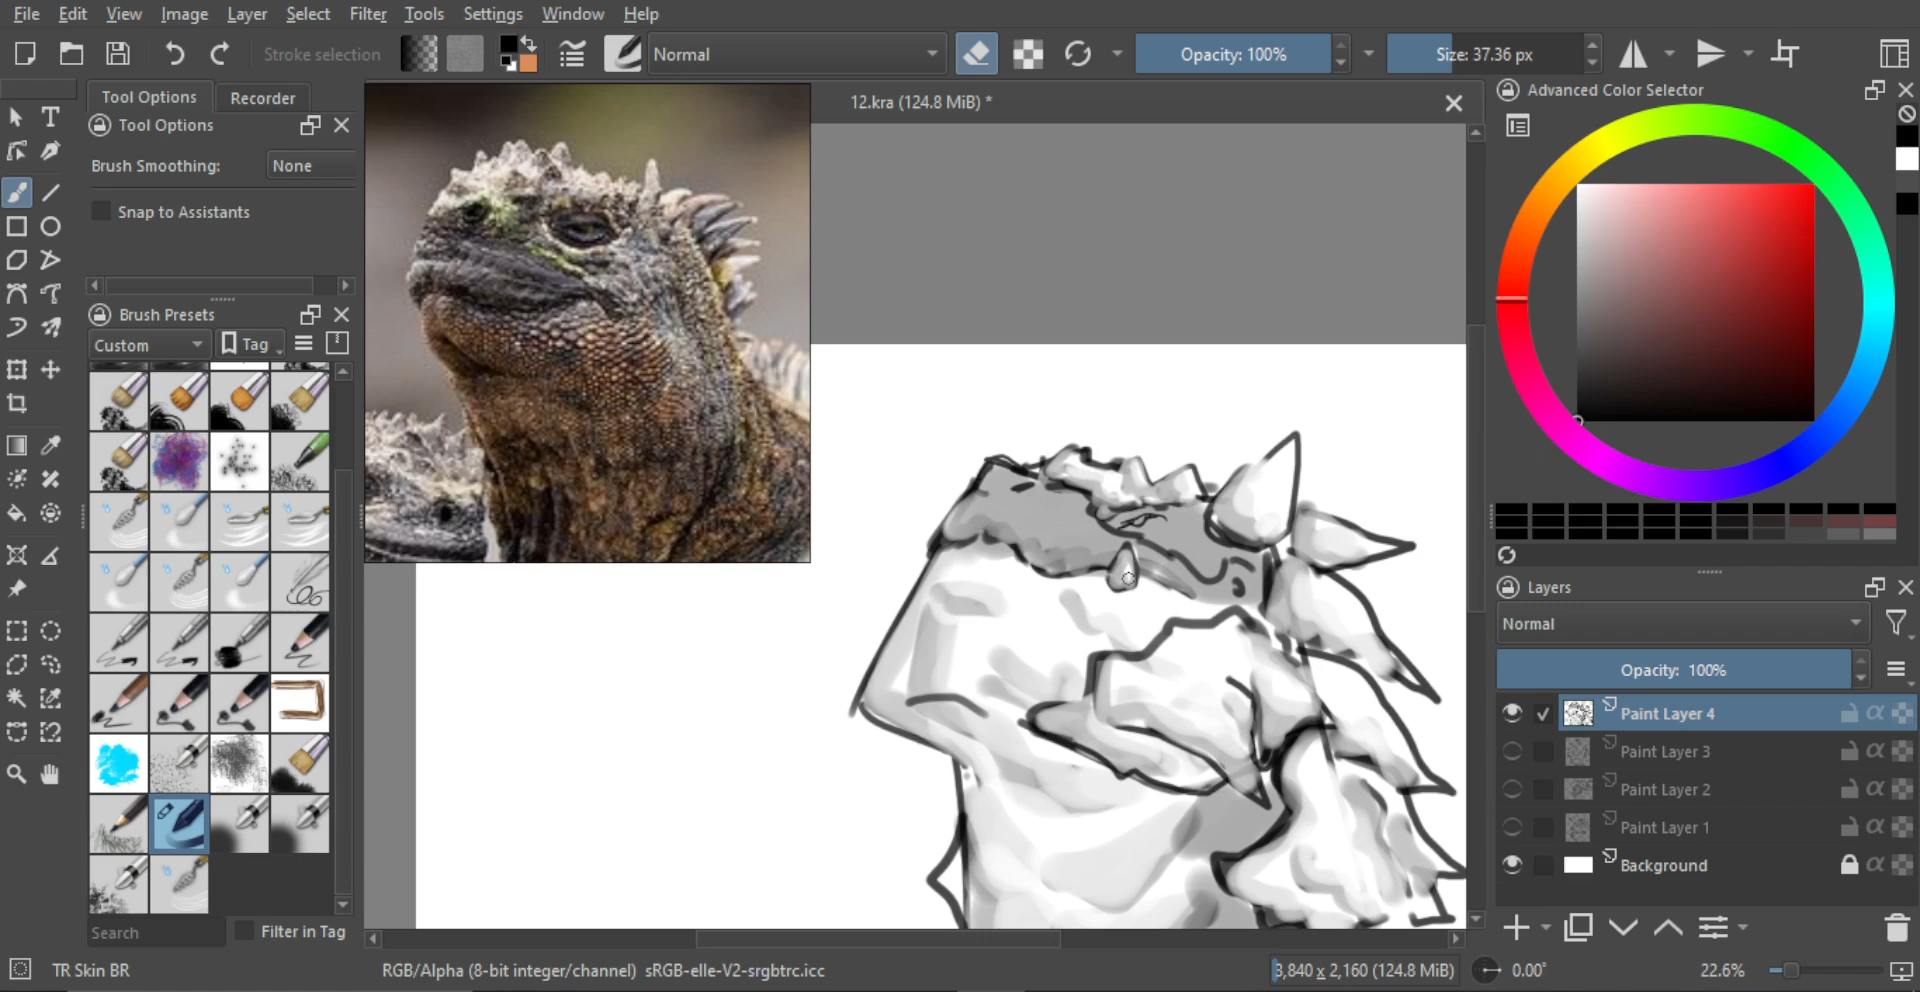 File Edit View Image Layer Select Filter Tools Settings Window Help
Stroke selection
Normal
Opacity: 100%
Size: 37.36 px
Tool Options
Recorder
12.kra (124.8 MiB) *
Advanced Color Selector
Tool Options
Brush Smoothing:
None
Snap to Assistants
Brush Presets
Custom
Tag
Layers
Normal
Opacity: 100%
Paint Layer 4
Paint Layer 3
Paint Layer 2
Paint Layer 1
Background
Search
Filter in Tag
TR Skin BR
RGB/Alpha (8-bit integer/channel) sRGB-elle-V2-srgbtrc.icc
3,840 x 2,160 (124.8 MiB)
0.00°
22.6%